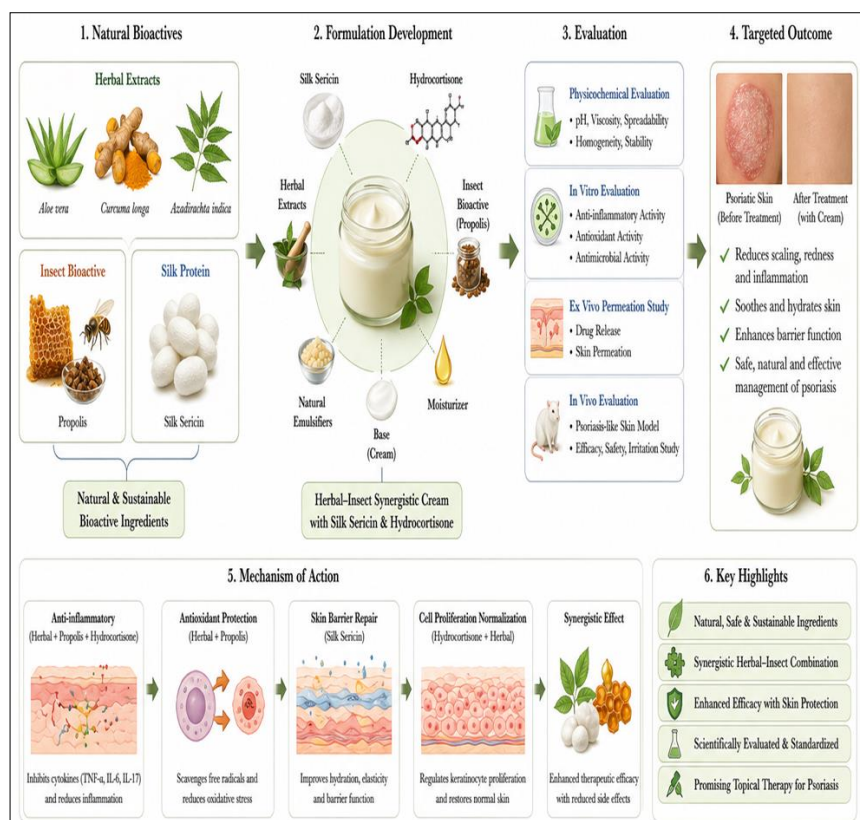 1. Natural Bioactives
Herbal Extracts
Aloe vera
Curcuma longa
Azadirachta indica
Insect Bioactive
Propolis
Silk Protein
Silk Sericin
Natural & Sustainable
Bioactive Ingredients
2. Formulation Development
Silk Sericin
Hydrocortisone
Herbal
Extracts
Insect
Bioactive
(Propolis)
Natural
Emulsifiers
Base
(Cream)
Moisturizer
Herbal–Insect Synergistic Cream
with Silk Sericin & Hydrocortisone
3. Evaluation
Physicochemical Evaluation
• pH, Viscosity, Spreadability
• Homogeneity, Stability
In Vitro Evaluation
• Anti-inflammatory Activity
• Antioxidant Activity
• Antimicrobial Activity
Ex Vivo Permeation Study
• Drug Release
• Skin Permeation
In Vivo Evaluation
• Psoriasis-like Skin Model
• Efficacy, Safety, Irritation Study
4. Targeted Outcome
Psoriatic Skin
(Before Treatment)
After Treatment
(with Cream)
✓ Reduces scaling, redness
and inflammation
✓ Soothes and hydrates skin
✓ Enhances barrier function
✓ Safe, natural and effective
management of psoriasis
5. Mechanism of Action
Anti-inflammatory
(Herbal + Propolis + Hydrocortisone)
Inhibits cytokines (TNF-α, IL-6, IL-17)
and reduces inflammation
Antioxidant Protection
(Herbal + Propolis)
Scavenges free radicals and
reduces oxidative stress
Skin Barrier Repair
(Silk Sericin)
Improves hydration, elasticity
and barrier function
Cell Proliferation Normalization
(Hydrocortisone + Herbal)
Regulates keratinocyte proliferation
and restores normal skin
Synergistic Effect
Enhanced therapeutic efficacy
with reduced side effects
6. Key Highlights
Natural, Safe & Sustainable Ingredients
Synergistic Herbal–Insect Combination
Enhanced Efficacy with Skin Protection
Scientifically Evaluated & Standardized
Promising Topical Therapy for Psoriasis